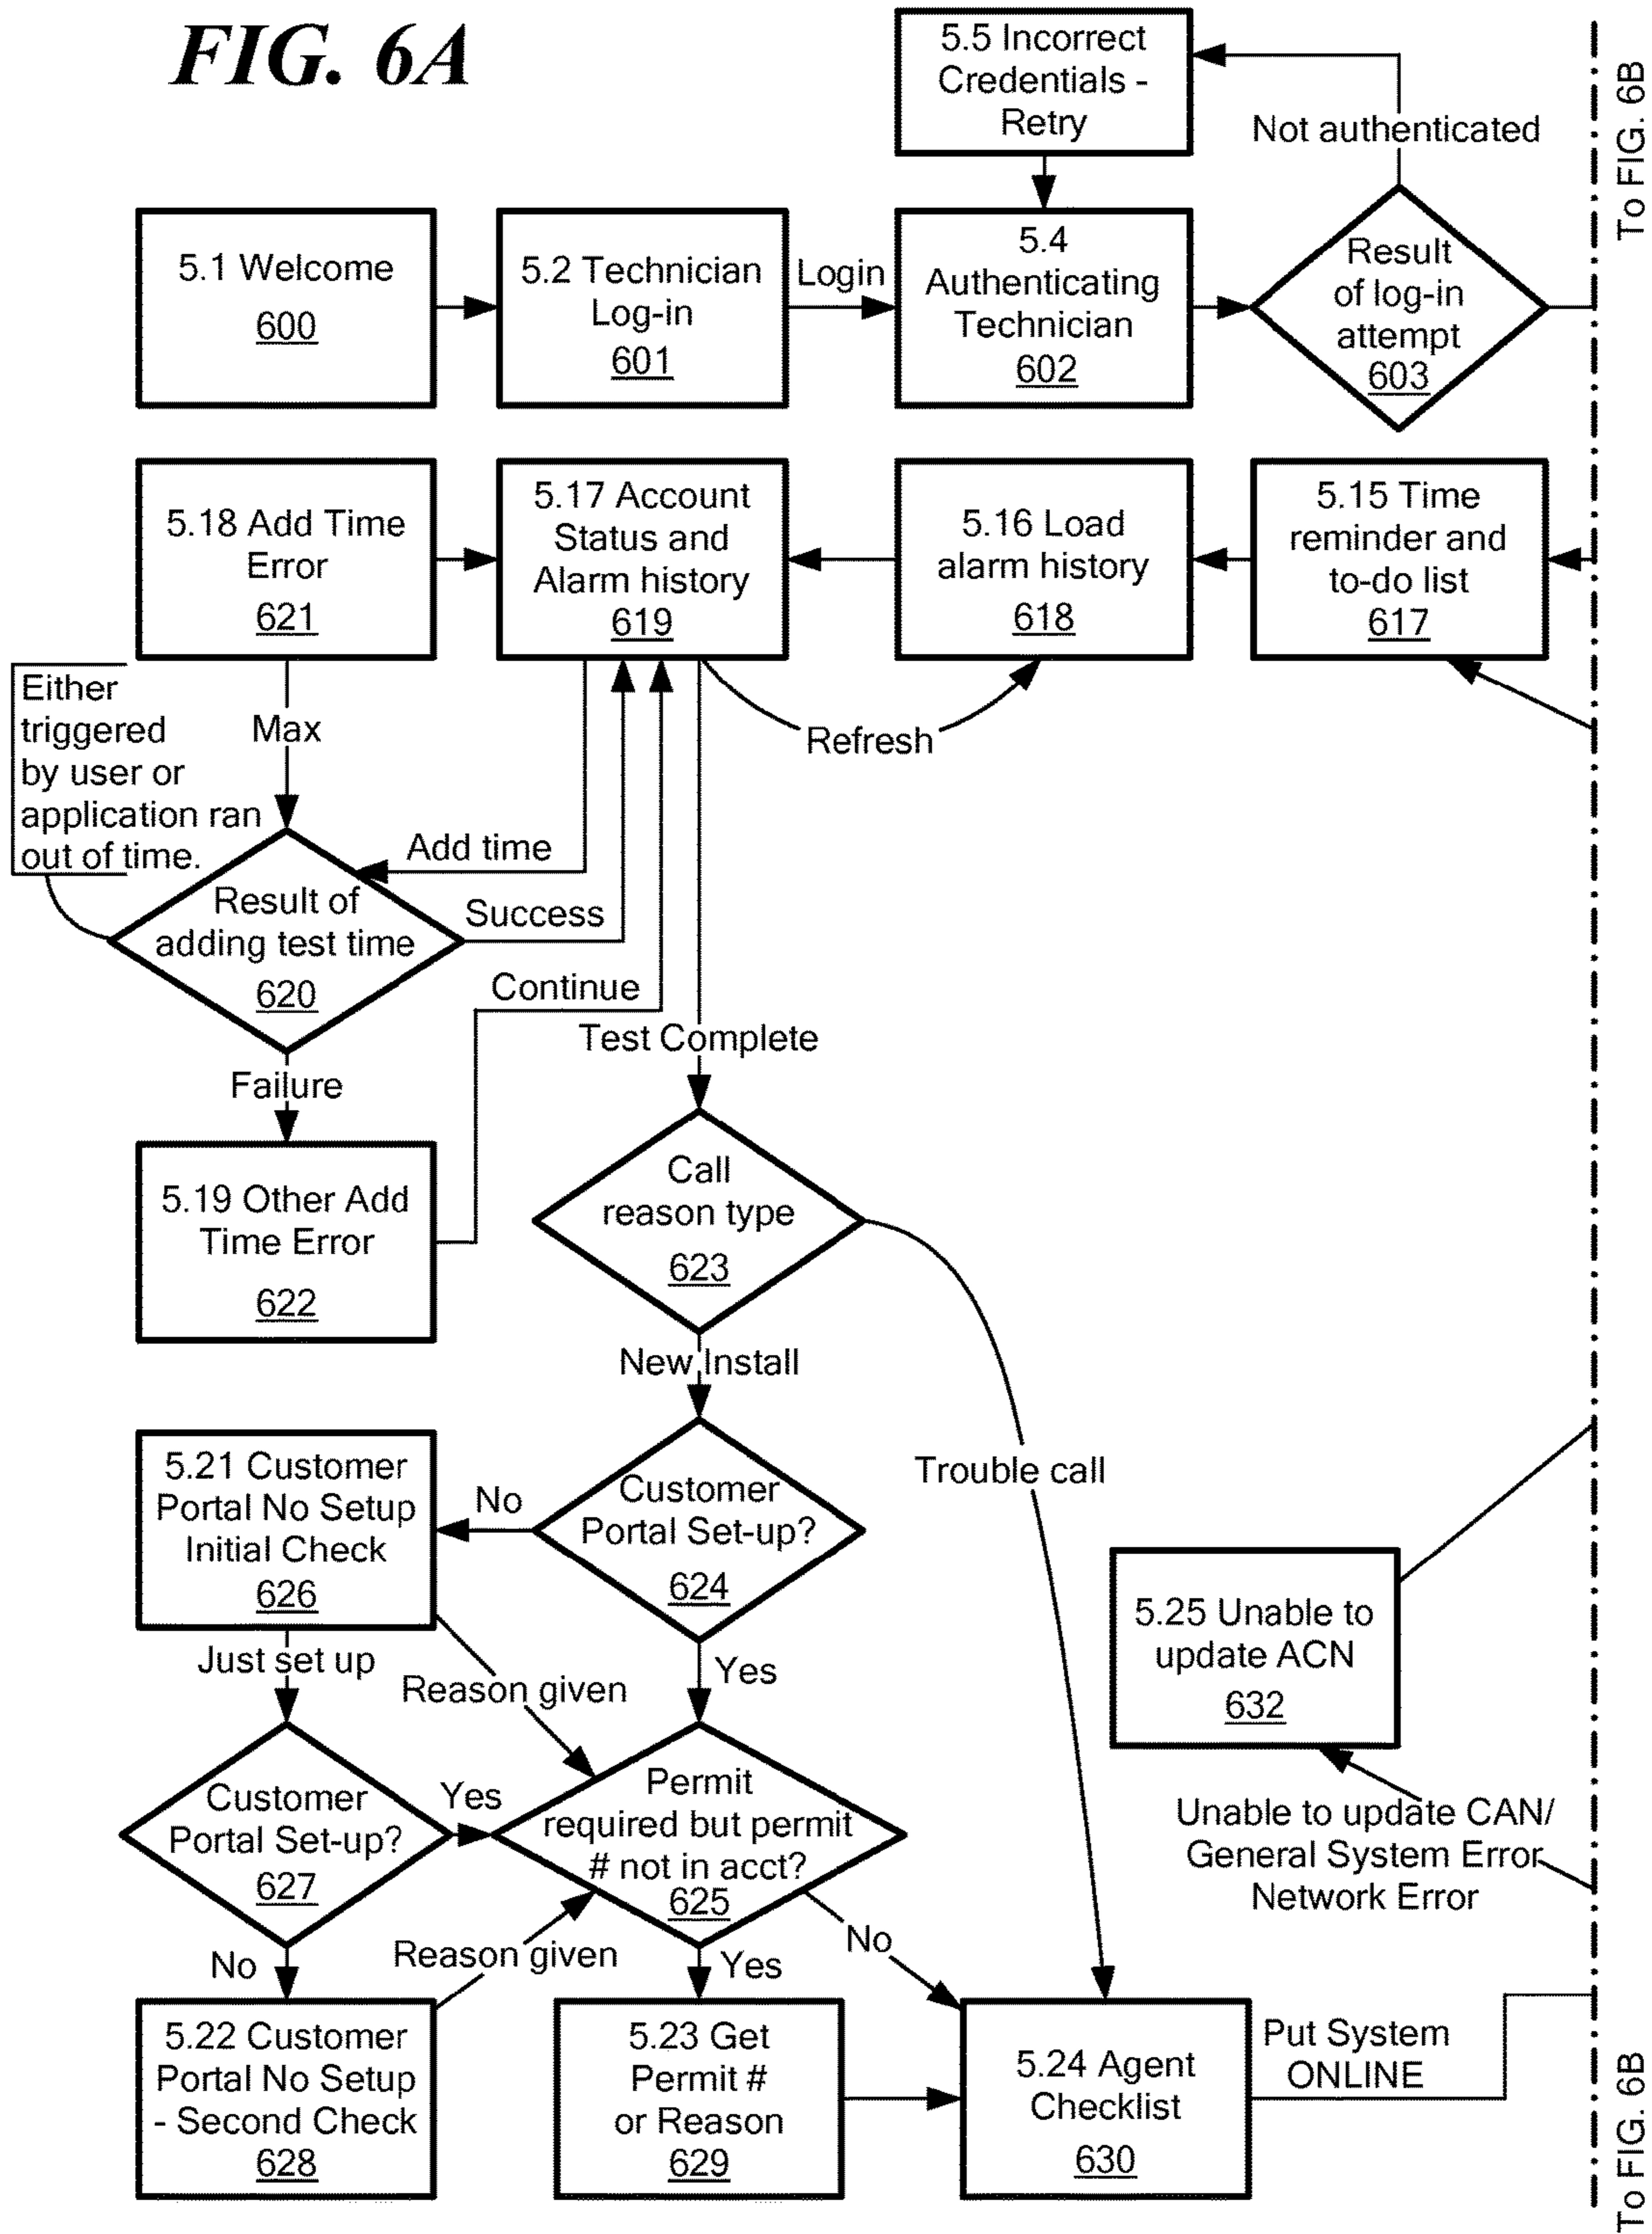 FIG. 6A
5.5 Incorrect
Credentials -
Retry
Not authenticated
To FIG. 6B
5.1 Welcome
600
5.2 Technician
Log-in
601
Login
5.4
Authenticating
Technician
602
Result
of log-in
attempt
603
5.18 Add Time
Error
621
5.17 Account
Status and
Alarm history
619
5.16 Load
alarm history
618
5.15 Time
reminder and
to-do list
617
Either
triggered
by user or
application ran
out of time.
Max
Refresh
Add time
Result of
adding test time
620
Success
Continue
Test Complete
Failure
5.19 Other Add
Time Error
622
Call
reason type
623
New Install
Trouble call
5.21 Customer
Portal No Setup
Initial Check
626
No
Customer
Portal Set-up?
624
Just set up
Reason given
Yes
5.25 Unable to
update ACN
632
Customer
Portal Set-up?
627
Yes
Permit
required but permit
# not in acct?
625
Unable to update CAN/
General System Error
Network Error
No
Reason given
Yes
No
5.22 Customer
Portal No Setup
- Second Check
628
5.23 Get
Permit #
or Reason
629
5.24 Agent
Checklist
630
Put System
ONLINE
To FIG. 6B